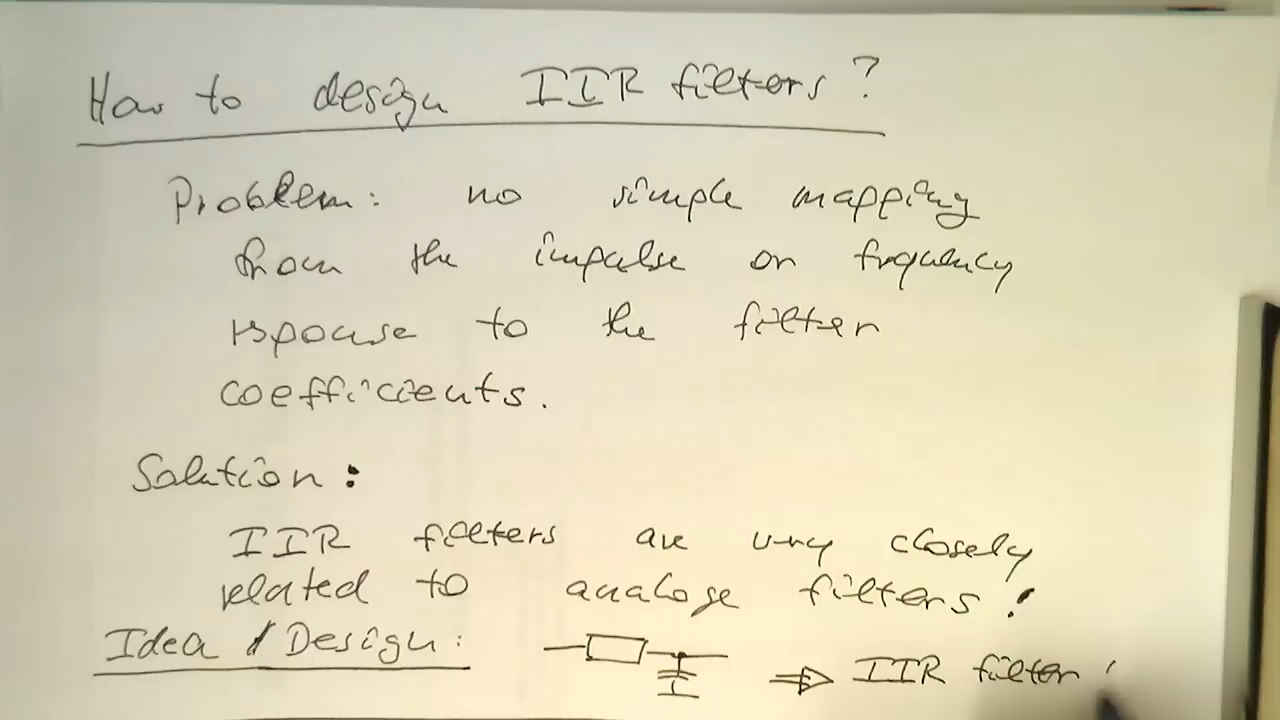 How to design IIR filters?
Problem: no simple mapping
from the impulse or frequency
response to the filter
coefficients.
Solution:
IIR filters are very closely
related to analoge filters!
Idea / Design: ⇒ IIR filter!